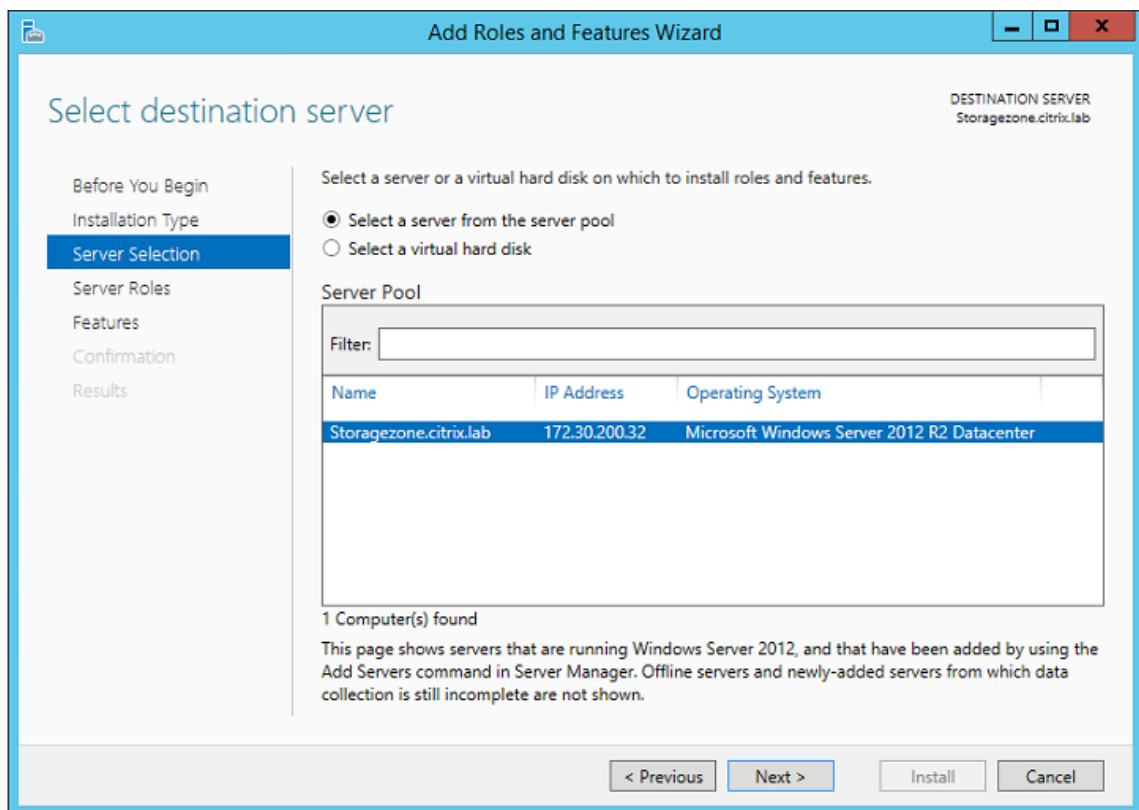 Add Roles and Features Wizard
Select destination server
DESTINATION SERVER
Storagezone.citrix.lab
Before You Begin
Installation Type
Server Selection
Server Roles
Features
Confirmation
Results
Select a server or a virtual hard disk on which to install roles and features.
Select a server from the server pool
Select a virtual hard disk
Server Pool
Filter:
Name IP Address Operating System
Storagezone.citrix.lab 172.30.200.32 Microsoft Windows Server 2012 R2 Datacenter
1 Computer(s) found
This page shows servers that are running Windows Server 2012, and that have been added by using the
Add Servers command in Server Manager. Offline servers and newly-added servers from which data
collection is still incomplete are not shown.
< Previous Next > Install Cancel